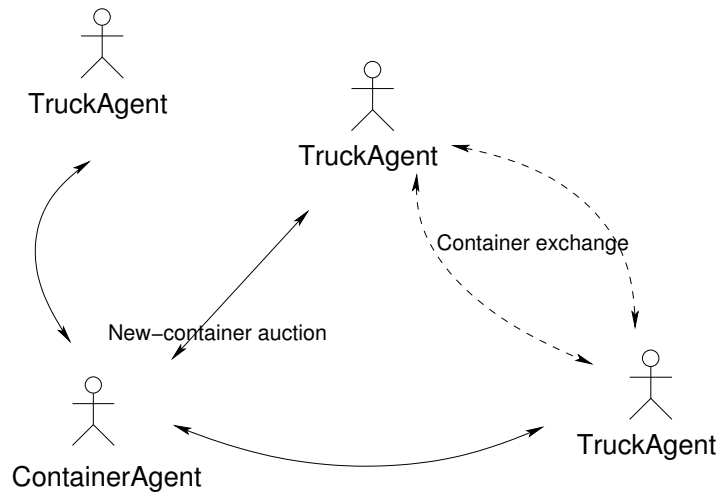 TruckAgent
TruckAgent
Container exchange
New−container auction
TruckAgent
ContainerAgent